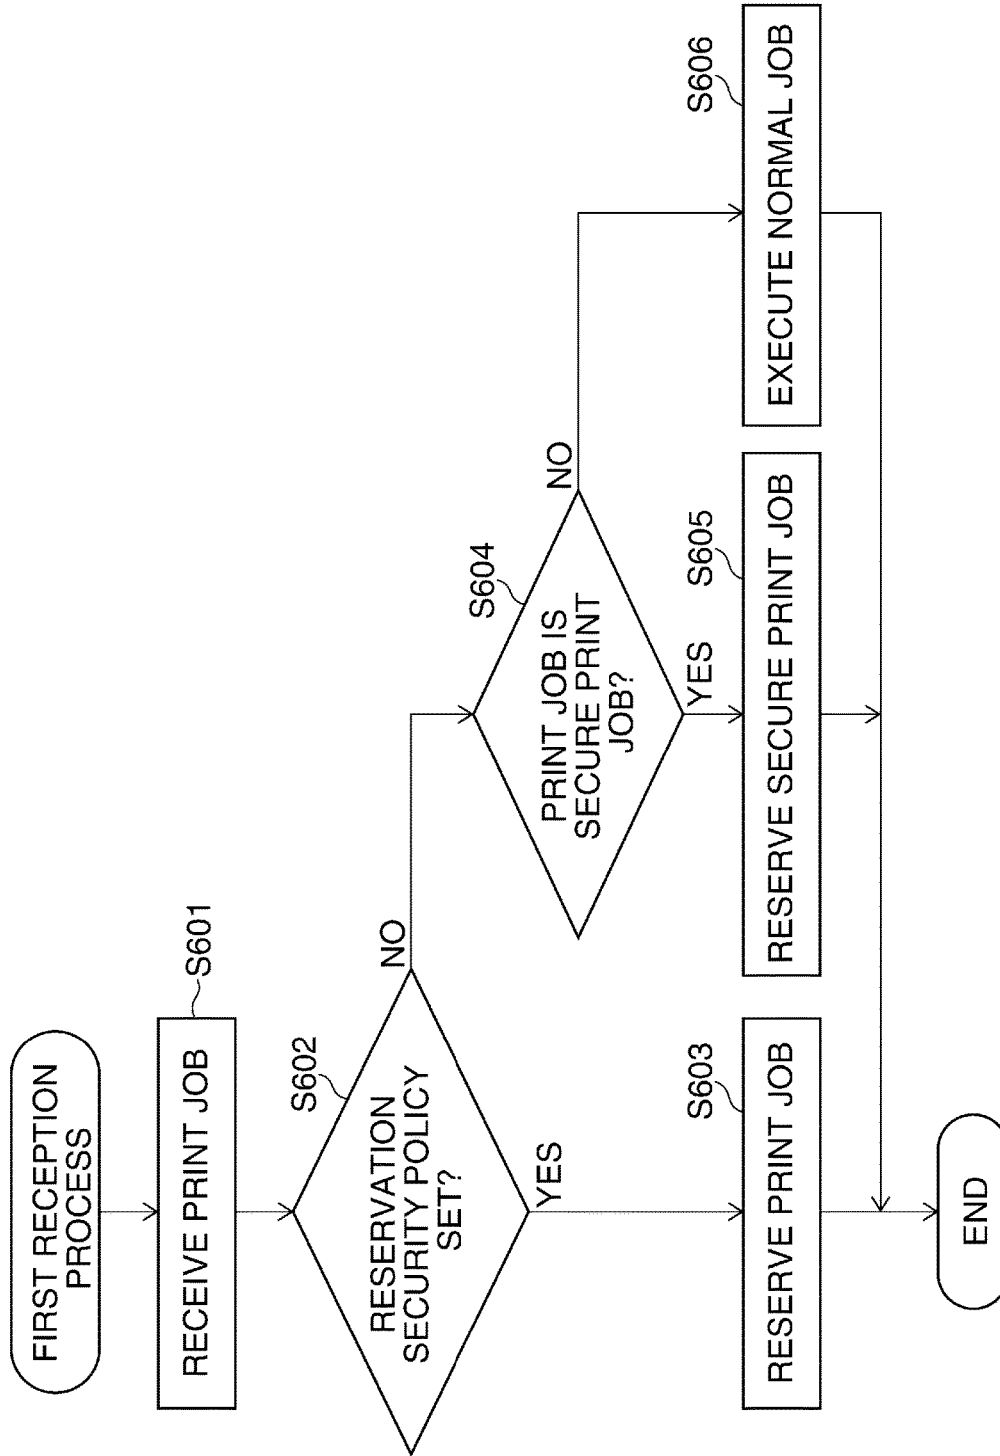 FIRST RECEPTION
PROCESS
RECEIVE PRINT JOB
S601
RESERVATION
SECURITY POLICY
SET?
S602
NO
YES
RESERVE PRINT JOB
S603
PRINT JOB IS
SECURE PRINT
JOB?
S604
NO
YES
RESERVE SECURE PRINT JOB
S605
EXECUTE NORMAL JOB
S606
END